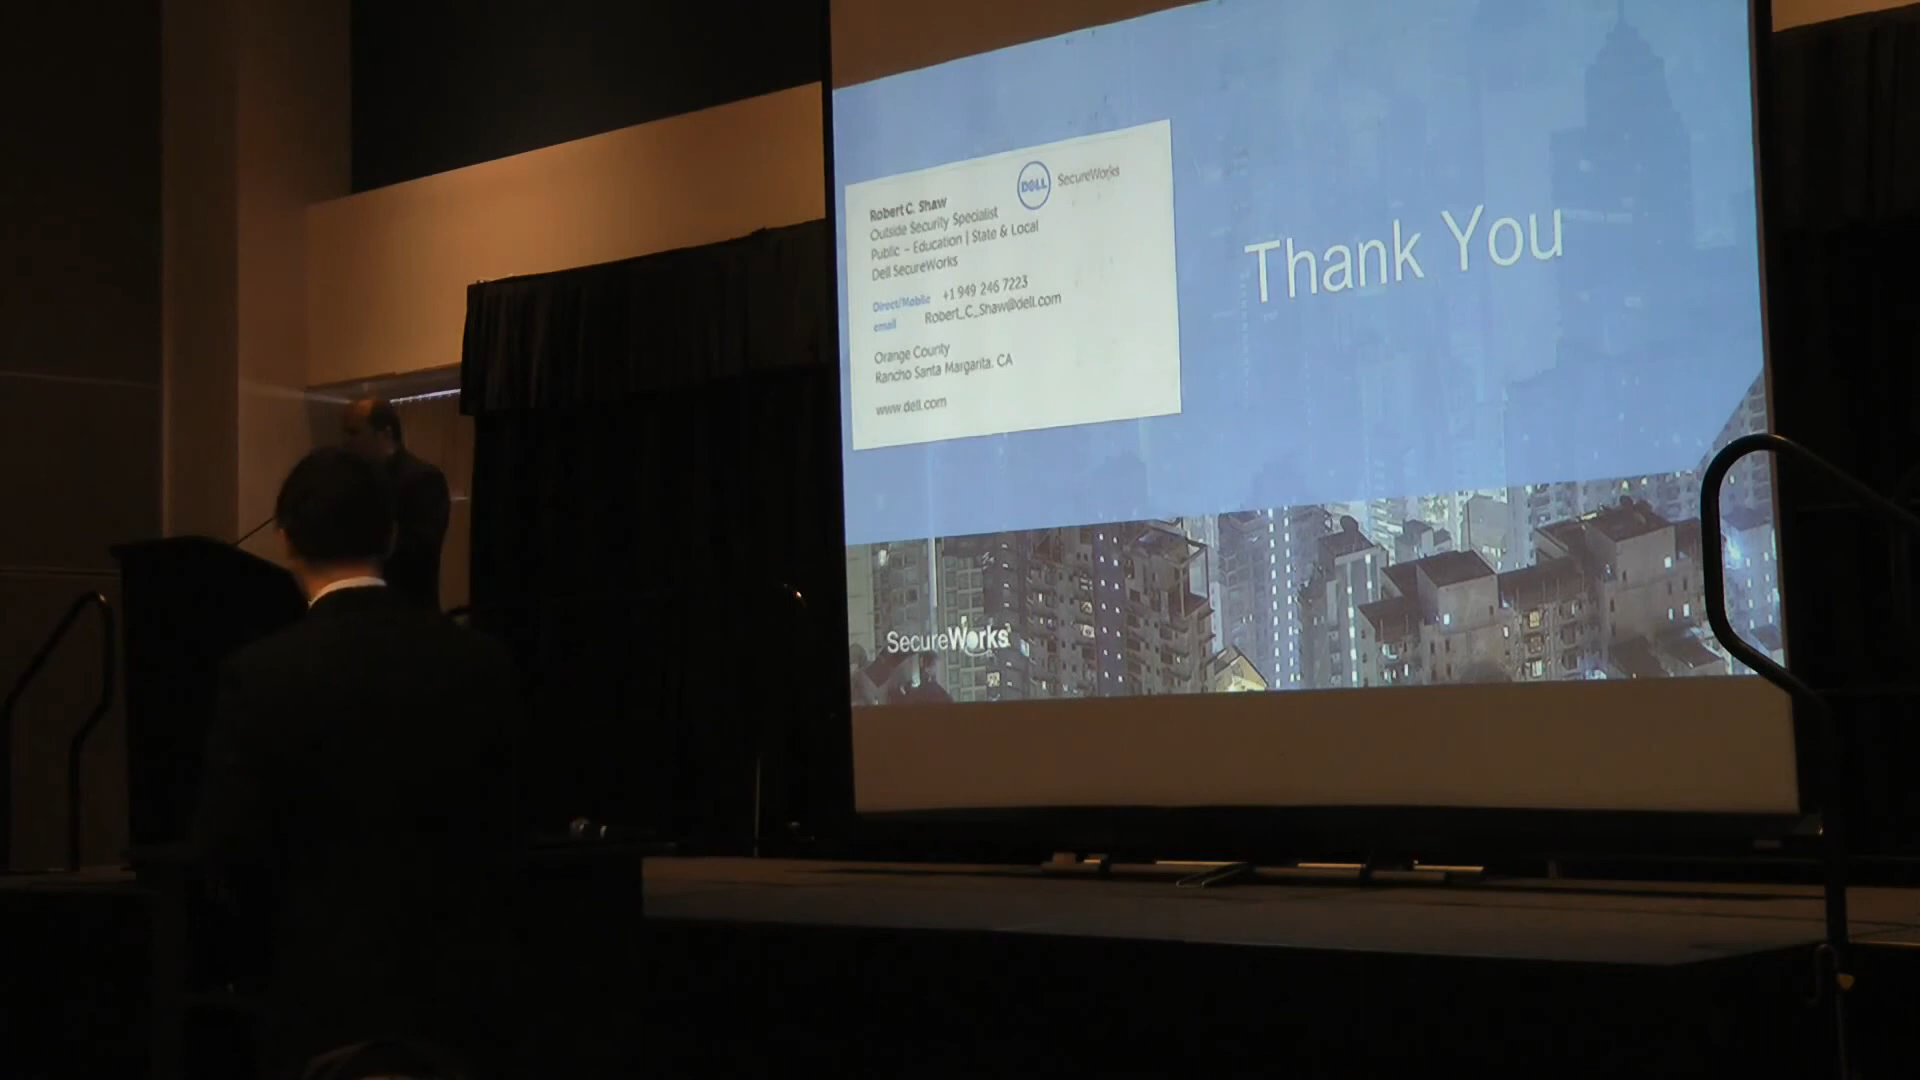 DELL SecureWorks
Robert C. Shaw
Outside Security Specialist
Public – Education | State & Local
Dell SecureWorks
Direct/Mobile +1 949 246 7223
email Robert_C_Shaw@dell.com
Orange County
Rancho Santa Margarita, CA
www.dell.com
Thank You
SecureWorks